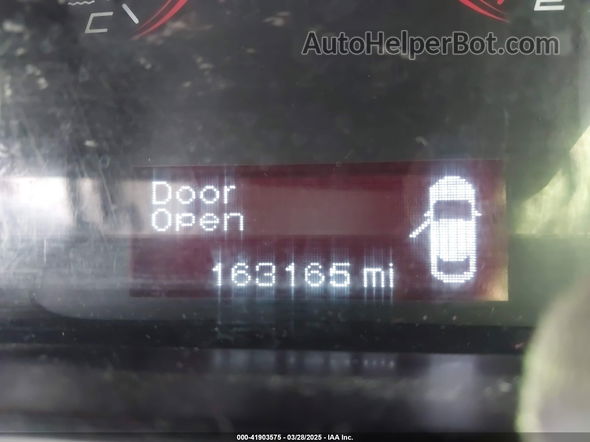 C
E
AutoHelperBot.com
Door
Open
163165 mi
000-41903575 - 03/28/2025 - IAA Inc.